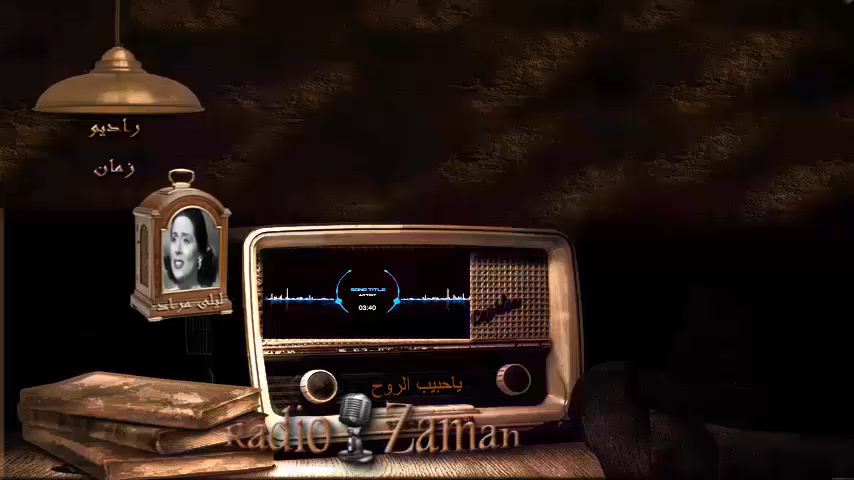 راديو
زمان
ليلى مراد
SONG TITLE
ARTIST
03:40
ياحبيب الروح
Radio Zaman